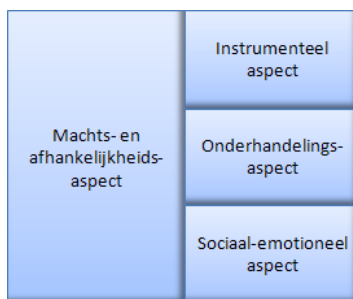 Machts- en
afhankelijkheids-
aspect
Instrumenteel
aspect
Onderhandelings-
aspect
Sociaal-emotioneel
aspect